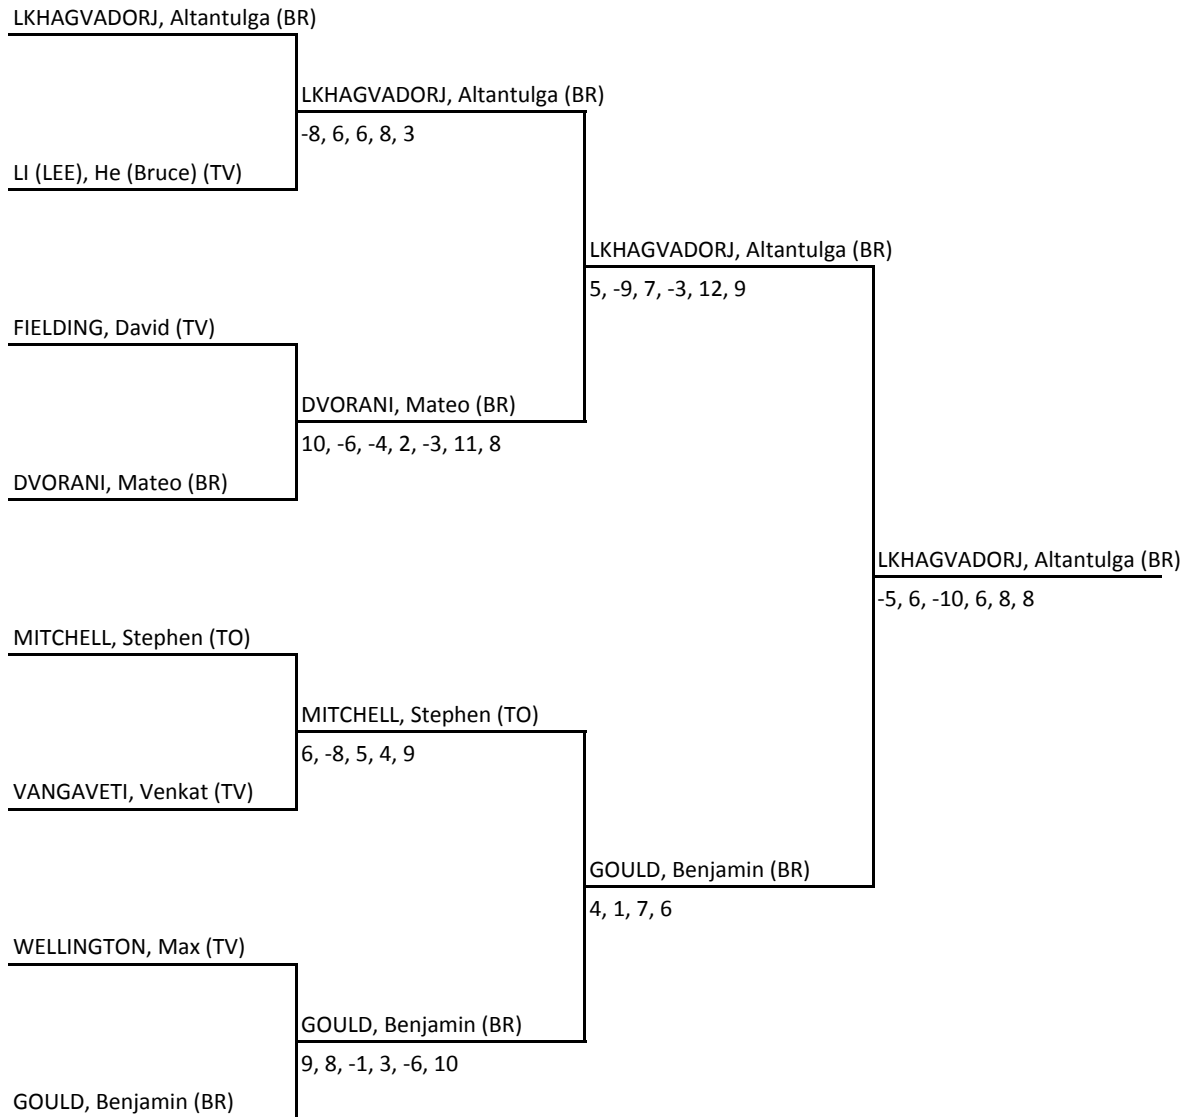 LKHAGVADORJ, Altantulga (BR)
LKHAGVADORJ, Altantulga (BR)
-8, 6, 6, 8, 3
LI (LEE), He (Bruce) (TV)
LKHAGVADORJ, Altantulga (BR)
5, -9, 7, -3, 12, 9
FIELDING, David (TV)
DVORANI, Mateo (BR)
10, -6, -4, 2, -3, 11, 8
DVORANI, Mateo (BR)
LKHAGVADORJ, Altantulga (BR)
-5, 6, -10, 6, 8, 8
MITCHELL, Stephen (TO)
MITCHELL, Stephen (TO)
6, -8, 5, 4, 9
VANGAVETI, Venkat (TV)
GOULD, Benjamin (BR)
4, 1, 7, 6
WELLINGTON, Max (TV)
GOULD, Benjamin (BR)
9, 8, -1, 3, -6, 10
GOULD, Benjamin (BR)